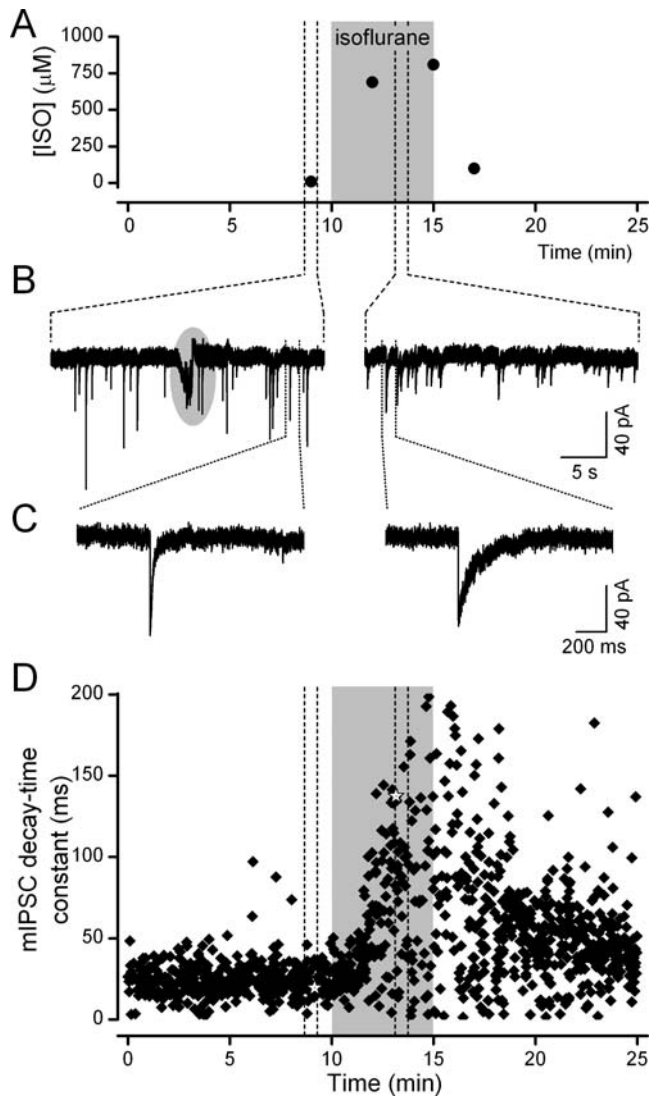 A
isoflurane
[ISO] (μM)
1000
750
500
250
0
0 5 10 15 20 25
Time (min)
B
40 pA
5 s
C
40 pA
200 ms
D
mIPSC decay-time
constant (ms)
200
150
100
50
0
0 5 10 15 20 25
Time (min)